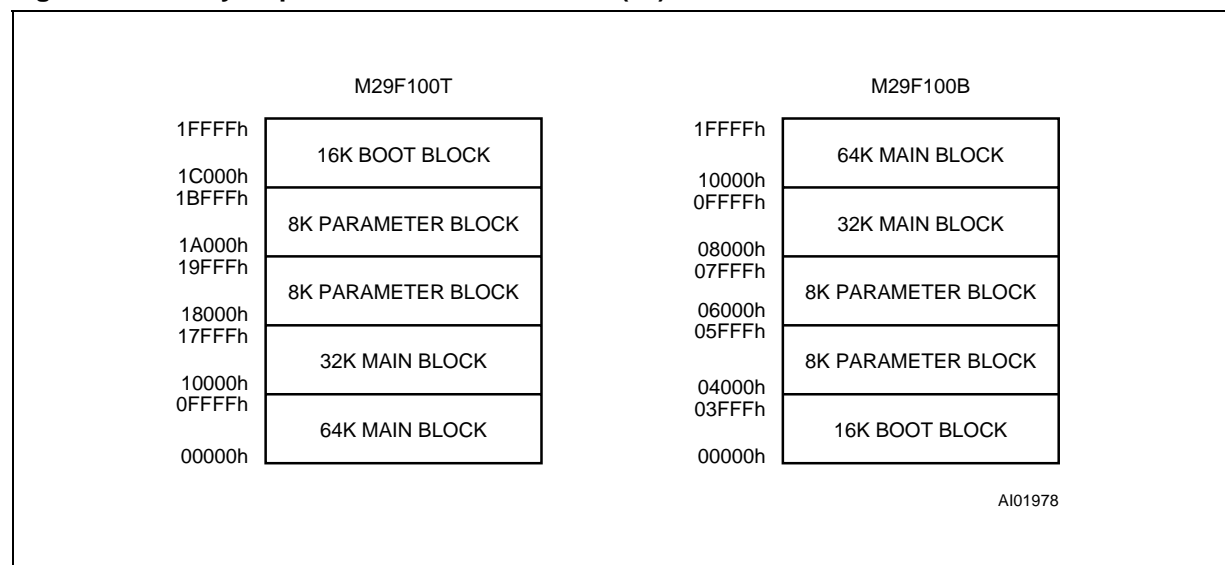 M29F100T
1FFFFh
16K BOOT BLOCK
1C000h
1BFFFh
8K PARAMETER BLOCK
1A000h
19FFFh
8K PARAMETER BLOCK
18000h
17FFFh
32K MAIN BLOCK
10000h
0FFFFh
64K MAIN BLOCK
00000h
M29F100B
1FFFFh
64K MAIN BLOCK
10000h
0FFFFh
32K MAIN BLOCK
08000h
07FFFh
8K PARAMETER BLOCK
06000h
05FFFh
8K PARAMETER BLOCK
04000h
03FFFh
16K BOOT BLOCK
00000h
AI01978